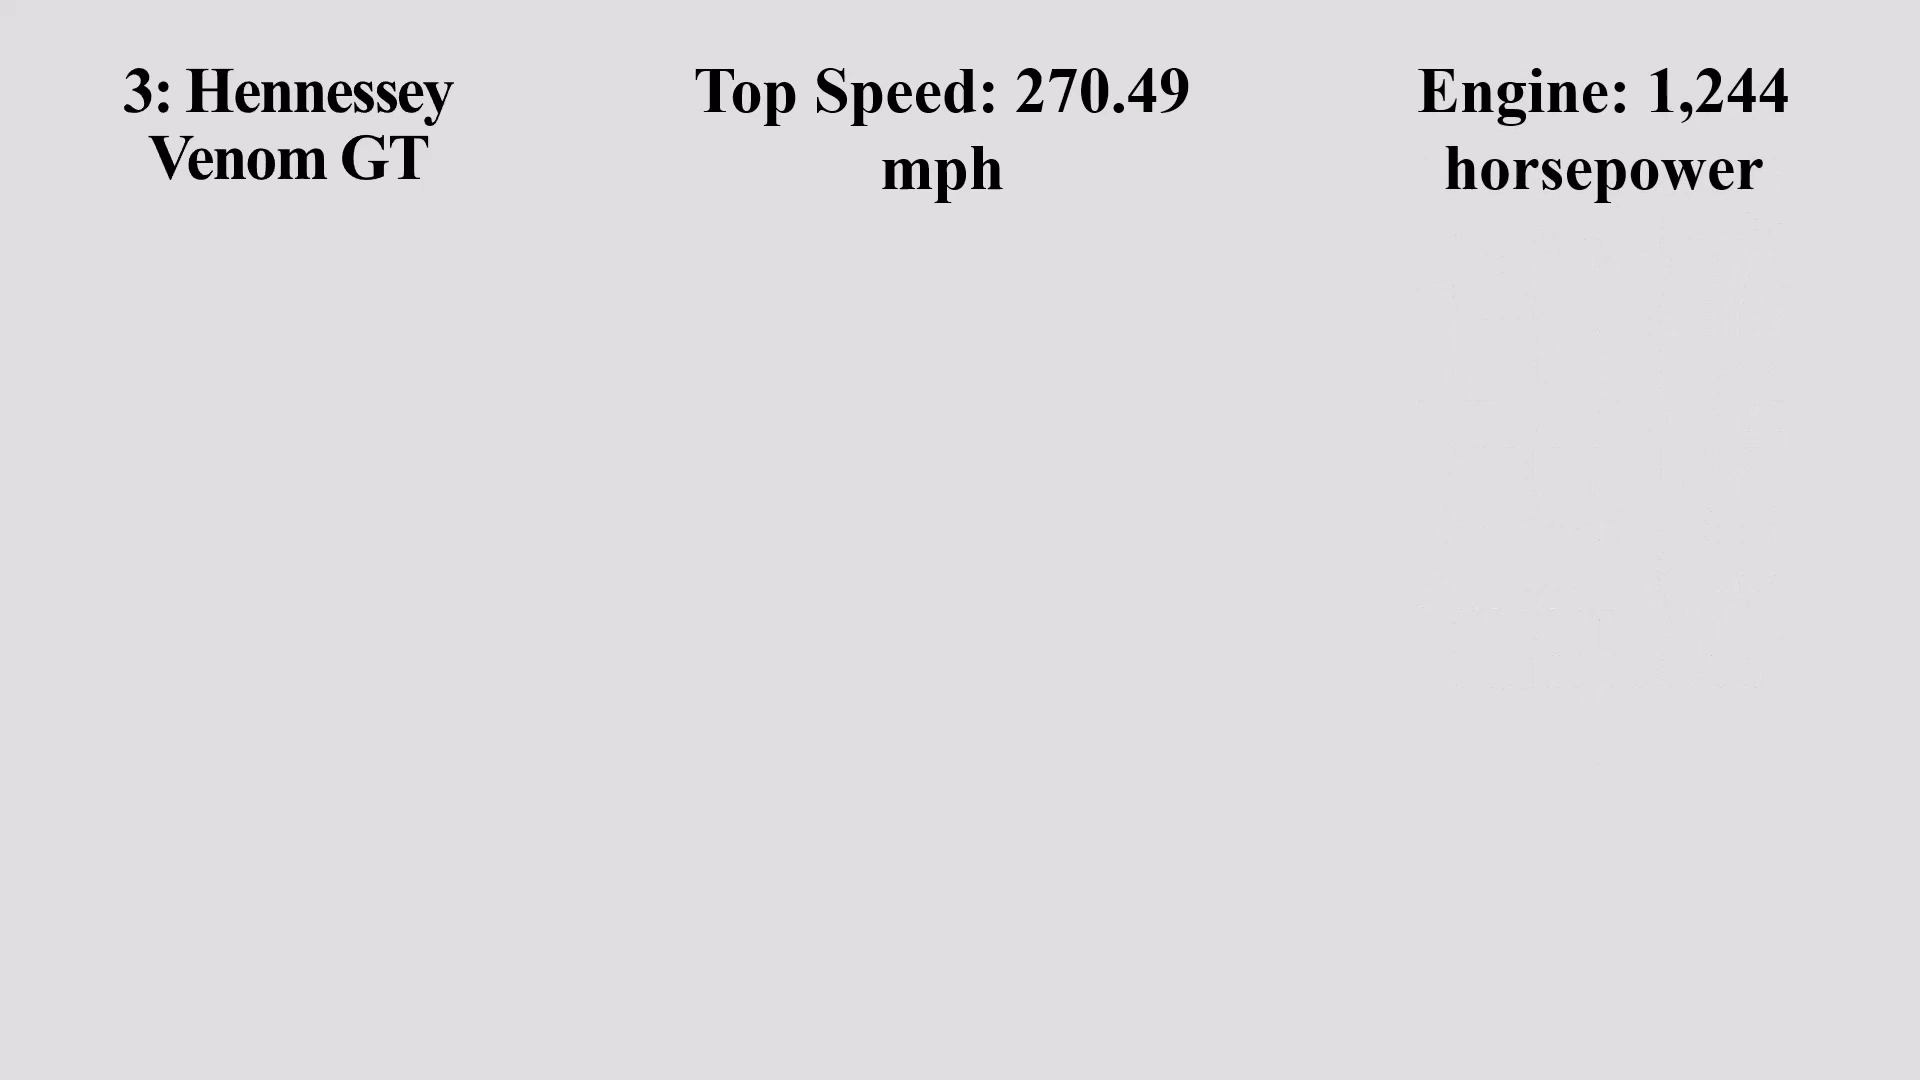 3: Hennessey
Venom GT
Top Speed: 270.49
mph
Engine: 1,244
horsepower